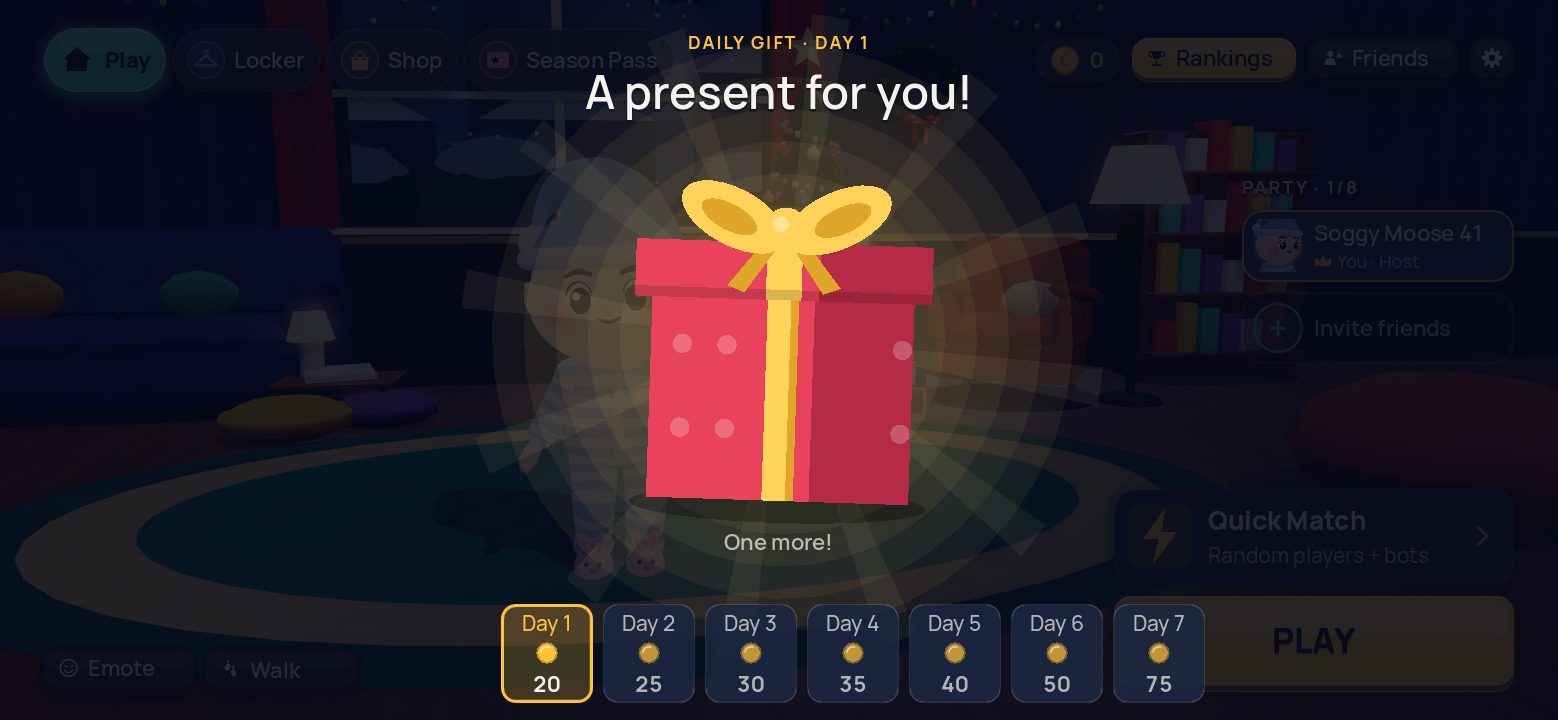 DAILY GIFT · DAY 1
A present for you!
Play
Locker
Shop
Season Pass
0
Rankings
Friends
PARTY · 1/8
Soggy Moose 41
You · Host
Invite friends
One more!
Quick Match
Random players + bots
PLAY
Emote
Walk
Day 1
20
Day 2
25
Day 3
30
Day 4
35
Day 5
40
Day 6
50
Day 7
75